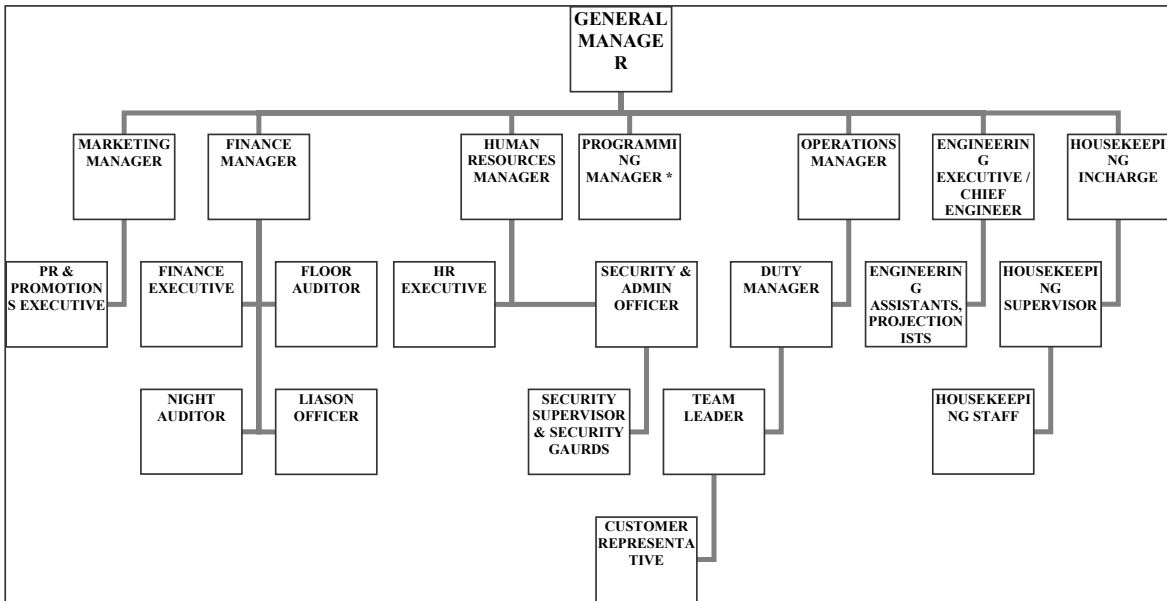 GENERAL
MANAGE
R
MARKETING
MANAGER
FINANCE
MANAGER
HUMAN
RESOURCES
MANAGER
PROGRAMMI
NG
MANAGER *
OPERATIONS
MANAGER
ENGINEERIN
G
EXECUTIVE /
CHIEF
ENGINEER
HOUSEKEEPI
NG
INCHARGE
PR &
PROMOTION
S EXECUTIVE
FINANCE
EXECUTIVE
FLOOR
AUDITOR
HR
EXECUTIVE
SECURITY &
ADMIN
OFFICER
DUTY
MANAGER
ENGINEERIN
G
ASSISTANTS,
PROJECTION
ISTS
HOUSEKEEPI
NG
SUPERVISOR
NIGHT
AUDITOR
LIASON
OFFICER
SECURITY
SUPERVISOR
& SECURITY
GAURDS
TEAM
LEADER
HOUSEKEEPI
NG STAFF
CUSTOMER
REPRESENTA
TIVE